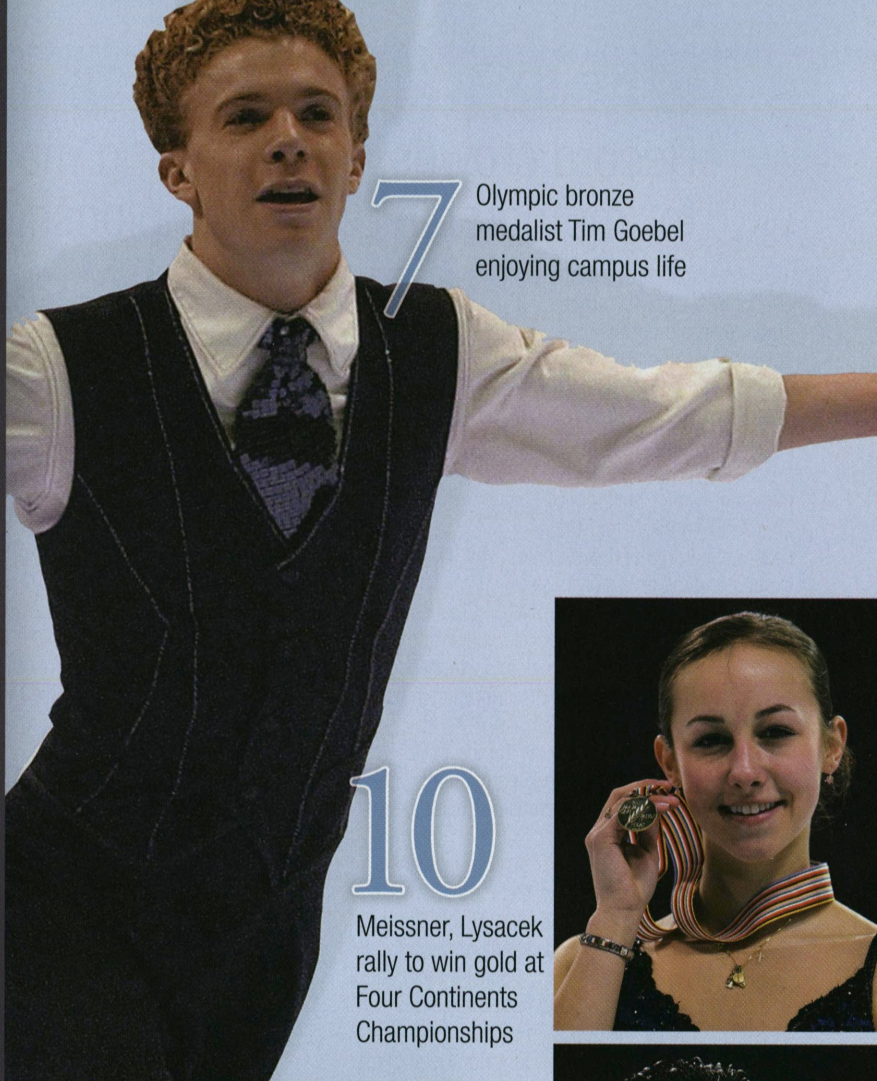 7
Olympic bronze
medalist Tim Goebel
enjoying campus life
10
Meissner, Lysacek
rally to win gold at
Four Continents
Championships